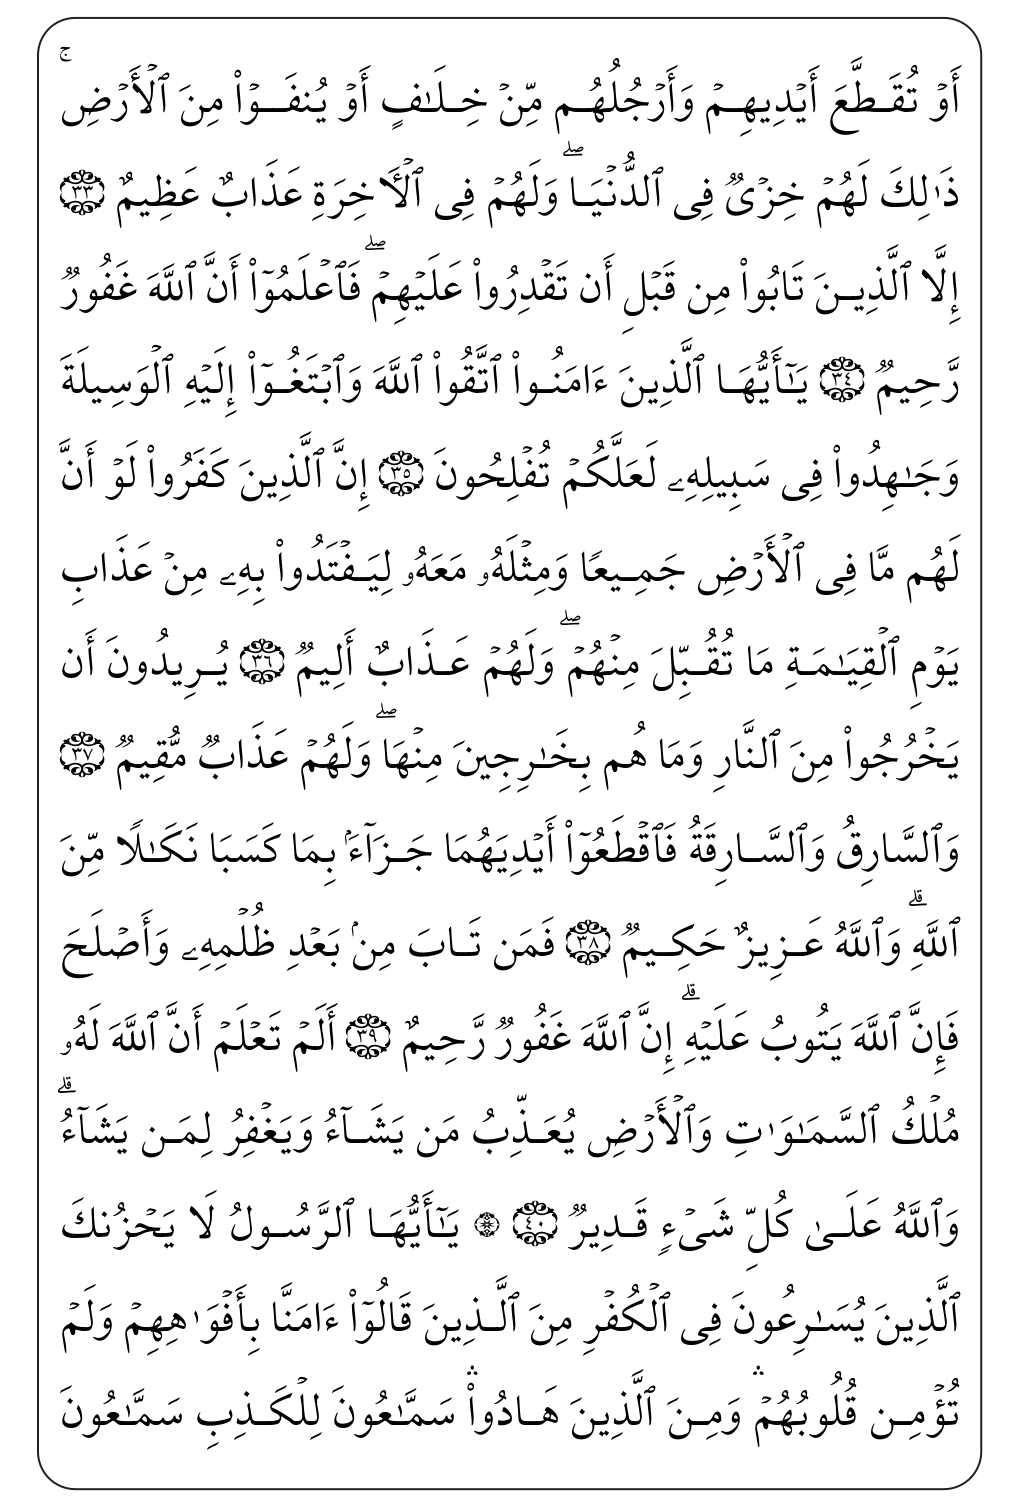 أَوۡ تُقَطَّعَ أَيۡدِيهِمۡ وَأَرۡجُلُهُم مِّنۡ خِلَٰفٍ أَوۡ يُنفَوۡاْ مِنَ ٱلۡأَرۡضِۚ
ذَٰلِكَ لَهُمۡ خِزۡيٞ فِي ٱلدُّنۡيَاۖ وَلَهُمۡ فِي ٱلۡأٓخِرَةِ عَذَابٌ عَظِيمٌ ٣٣
إِلَّا ٱلَّذِينَ تَابُواْ مِن قَبۡلِ أَن تَقۡدِرُواْ عَلَيۡهِمۡۖ فَٱعۡلَمُوٓاْ أَنَّ ٱللَّهَ غَفُورٞ
رَّحِيمٞ ٣٤ يَٰٓأَيُّهَا ٱلَّذِينَ ءَامَنُواْ ٱتَّقُواْ ٱللَّهَ وَٱبۡتَغُوٓاْ إِلَيۡهِ ٱلۡوَسِيلَةَ
وَجَٰهِدُواْ فِي سَبِيلِهِۦ لَعَلَّكُمۡ تُفۡلِحُونَ ٣٥ إِنَّ ٱلَّذِينَ كَفَرُواْ لَوۡ أَنَّ
لَهُم مَّا فِي ٱلۡأَرۡضِ جَمِيعٗا وَمِثۡلَهُۥ مَعَهُۥ لِيَفۡتَدُواْ بِهِۦ مِنۡ عَذَابِ
يَوۡمِ ٱلۡقِيَٰمَةِ مَا تُقُبِّلَ مِنۡهُمۡۖ وَلَهُمۡ عَذَابٌ أَلِيمٞ ٣٦ يُرِيدُونَ أَن
يَخۡرُجُواْ مِنَ ٱلنَّارِ وَمَا هُم بِخَٰرِجِينَ مِنۡهَاۖ وَلَهُمۡ عَذَابٞ مُّقِيمٞ ٣٧
وَٱلسَّارِقُ وَٱلسَّارِقَةُ فَٱقۡطَعُوٓاْ أَيۡدِيَهُمَا جَزَآءَۢ بِمَا كَسَبَا نَكَٰلٗا مِّنَ
ٱللَّهِۗ وَٱللَّهُ عَزِيزٌ حَكِيمٞ ٣٨ فَمَن تَابَ مِنۢ بَعۡدِ ظُلۡمِهِۦ وَأَصۡلَحَ
فَإِنَّ ٱللَّهَ يَتُوبُ عَلَيۡهِۗ إِنَّ ٱللَّهَ غَفُورٞ رَّحِيمٌ ٣٩ أَلَمۡ تَعۡلَمۡ أَنَّ ٱللَّهَ لَهُۥ
مُلۡكُ ٱلسَّمَٰوَٰتِ وَٱلۡأَرۡضِ يُعَذِّبُ مَن يَشَآءُ وَيَغۡفِرُ لِمَن يَشَآءُۗ
وَٱللَّهُ عَلَىٰ كُلِّ شَيۡءٖ قَدِيرٞ ٤٠ ۞ يَٰٓأَيُّهَا ٱلرَّسُولُ لَا يَحۡزُنكَ
ٱلَّذِينَ يُسَٰرِعُونَ فِي ٱلۡكُفۡرِ مِنَ ٱلَّذِينَ قَالُوٓاْ ءَامَنَّا بِأَفۡوَٰهِهِمۡ وَلَمۡ
تُؤۡمِن قُلُوبُهُمۡۛ وَمِنَ ٱلَّذِينَ هَادُواْۛ سَمَّٰعُونَ لِلۡكَذِبِ سَمَّٰعُونَ